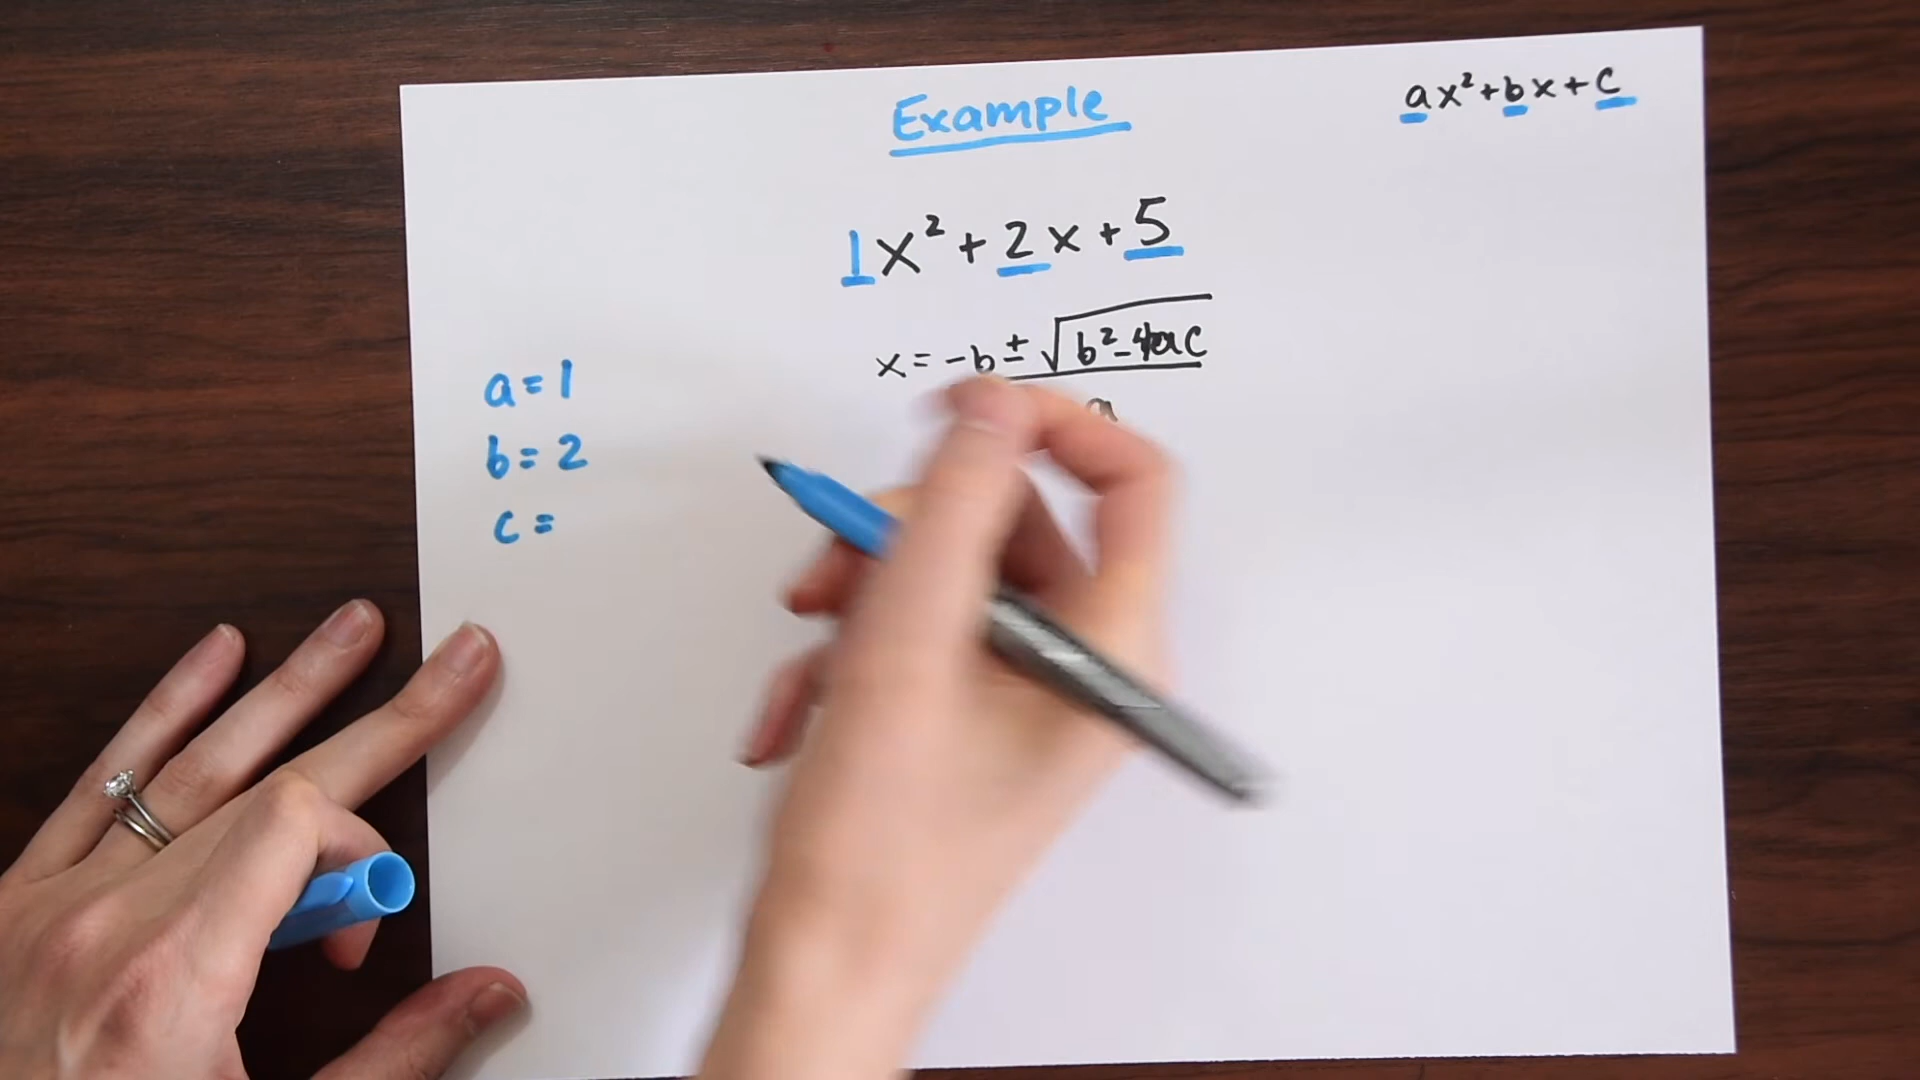 Example
ax²+bx+c
1x²+2x+5
x=-b±√b²-4ac
a
a=1
b=2
c=